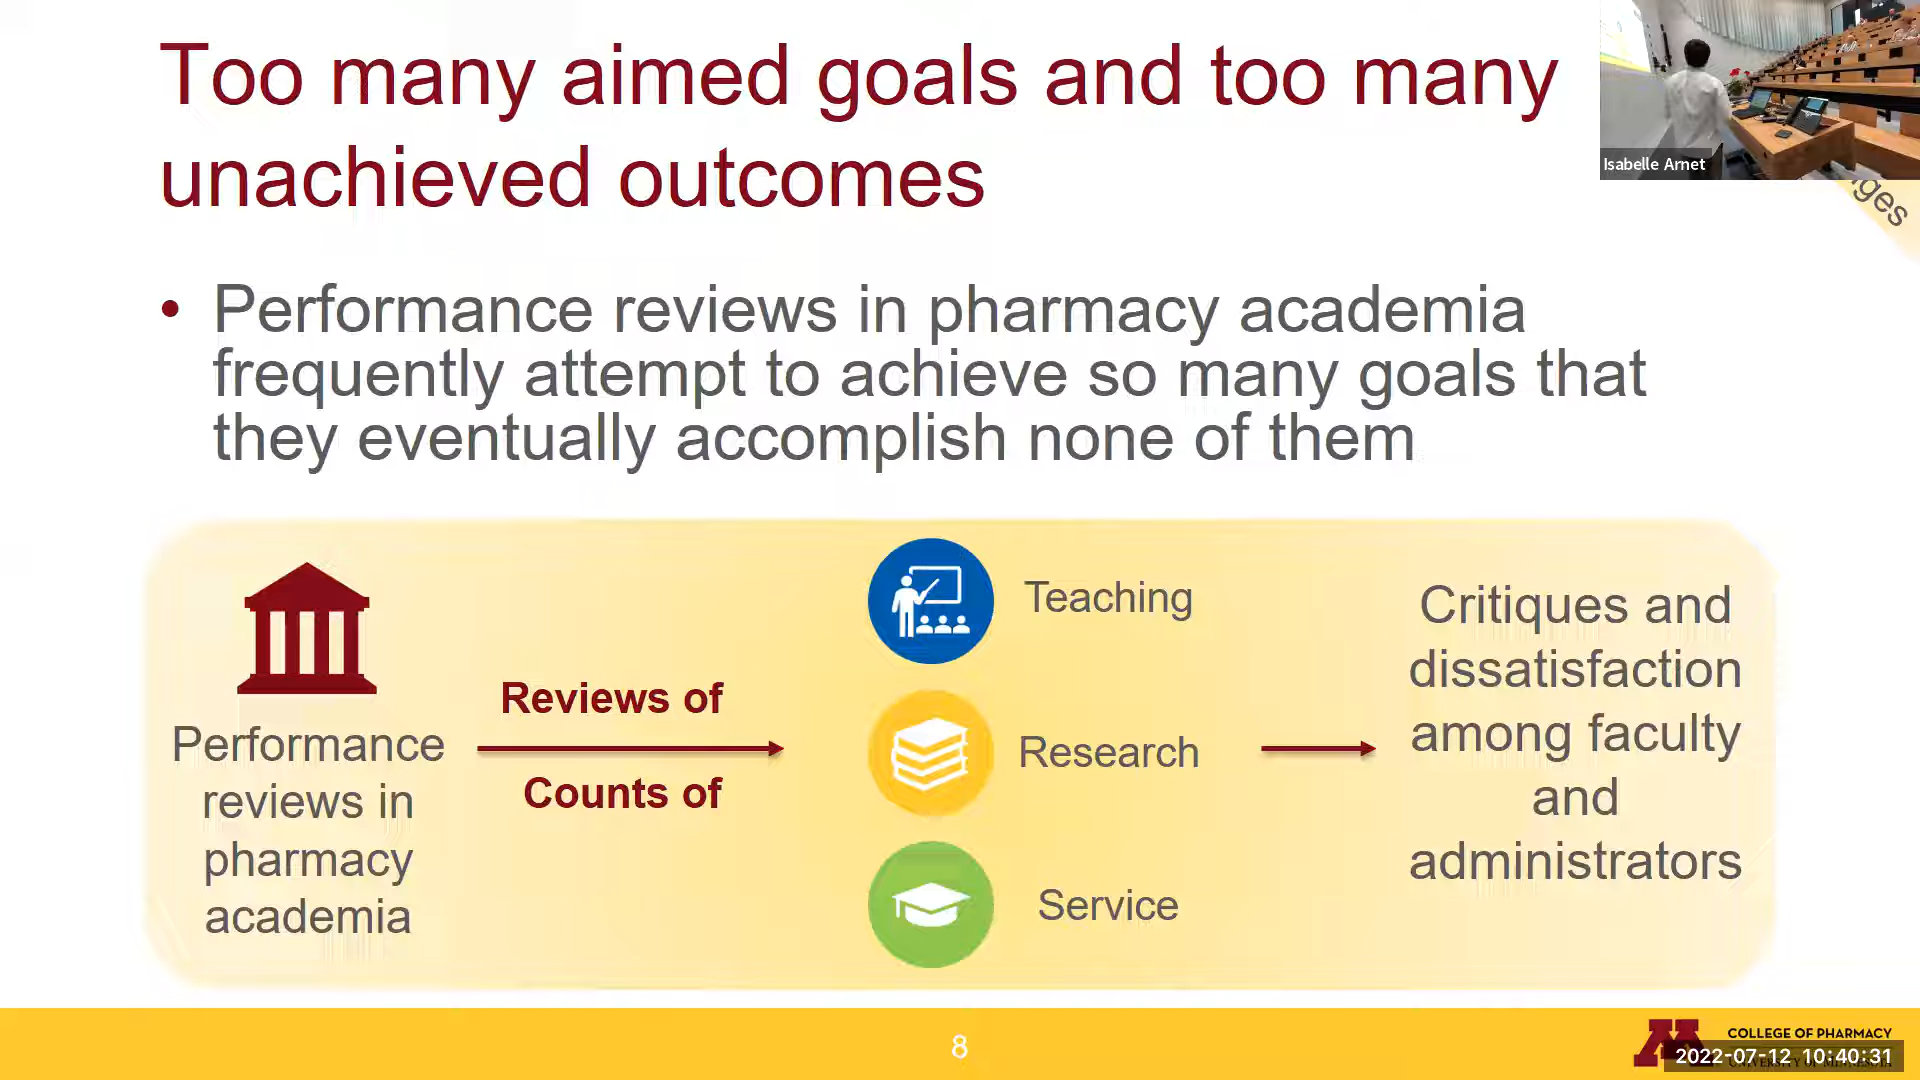 Too many aimed goals and too many
unachieved outcomes
Isabelle Arnet
• Performance reviews in pharmacy academia
frequently attempt to achieve so many goals that
they eventually accomplish none of them
Performance
reviews in
pharmacy
academia
Reviews of
Counts of
Teaching
Research
Service
Critiques and
dissatisfaction
among faculty
and
administrators
8
COLLEGE OF PHARMACY
2022-07-12 10:40:31